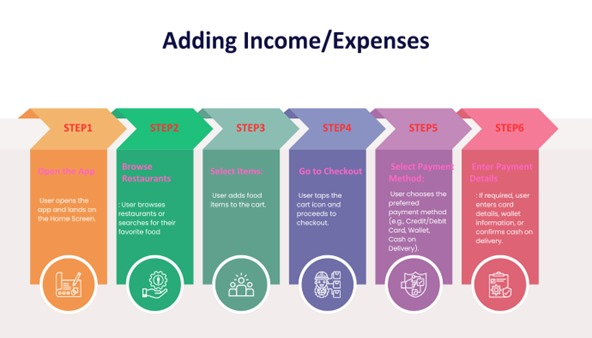 Adding Income/Expenses
STEP1
STEP2
STEP3
STEP4
STEP5
STEP6
Open the App
User opens the
app and lands on
the Home Screen.
Browse
Restaurants
: User browses
restaurants or
searches for their
favorite food
Select Items:
User adds food
items to the cart.
Go to Checkout
User taps the
cart icon and
proceeds to
checkout.
Select Payment
Method:
User chooses the
preferred
payment method
(e.g., Credit/Debit
Card, Wallet,
Cash on
Delivery).
Enter Payment
Details
: If required, user
enters card
details, wallet
information, or
confirms cash on
delivery.